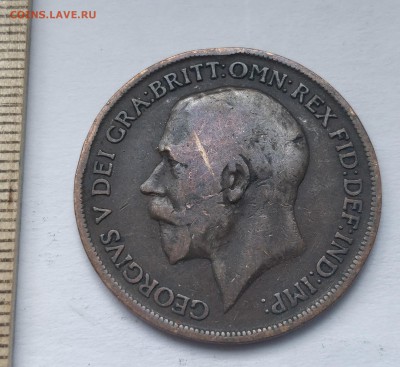 COINS.LAVE.RU
GEORGIVS V DEI GRA:BRITT:OMN:REX FID:DEF:IND:IMP: